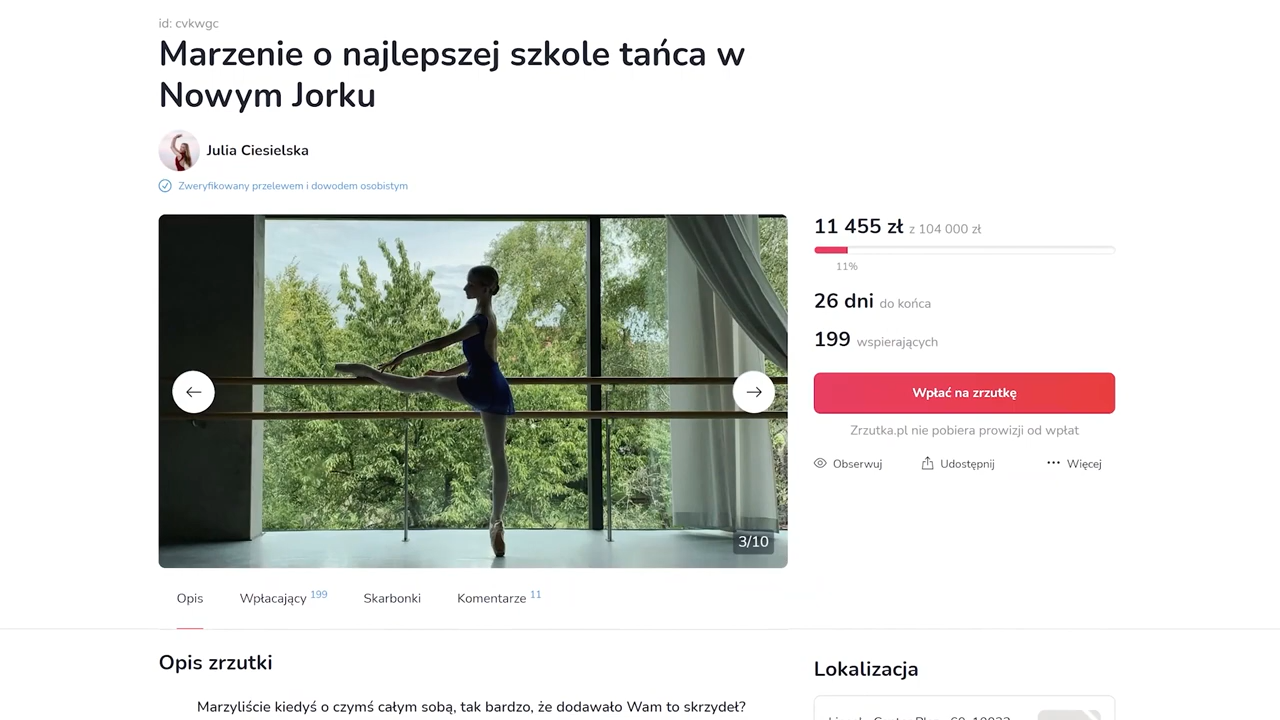 id: cvkwgc
Marzenie o najlepszej szkole tańca w
Nowym Jorku
Julia Ciesielska
Zweryfikowany przelewem i dowodem osobistym
11 455 zł z 104 000 zł
11%
26 dni do końca
199 wspierających
Wpłać na zrzutkę
Zrzutka.pl nie pobiera prowizji od wpłat
Obserwuj Udostępnij Więcej
3/10
Opis Wpłacający 199 Skarbonki Komentarze 11
Opis zrzutki
Lokalizacja
Marzyliście kiedyś o czymś całym sobą, tak bardzo, że dodawało Wam to skrzydeł?